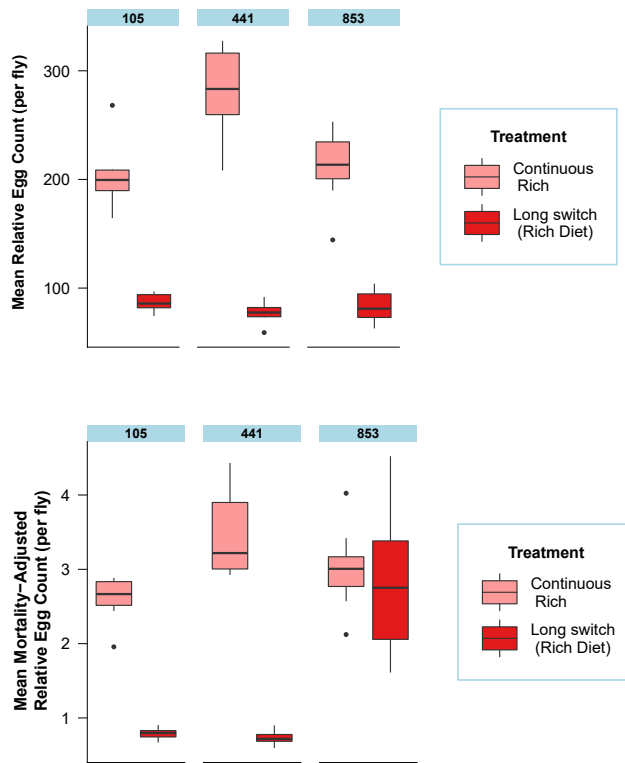 105 441 853
300
200
100
Mean Relative Egg Count (per fly)
Treatment
Continuous
Rich
Long switch
(Rich Diet)
105 441 853
4
3
2
1
Mean Mortality−Adjusted
Relative Egg Count (per fly)
Treatment
Continuous
Rich
Long switch
(Rich Diet)